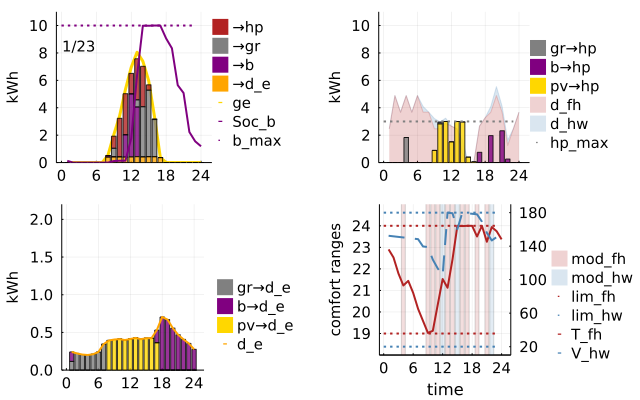 kWh
10
8
6
4
2
0
1/23
0 6 12 18 24
→hp
→gr
→b
→d_e
ge
Soc_b
b_max
kWh
10
8
6
4
2
0
0 6 12 18 24
gr→hp
b→hp
pv→hp
d_fh
d_hw
hp_max
kWh
2.0
1.5
1.0
0.5
0.0
0 6 12 18 24
gr→d_e
b→d_e
pv→d_e
d_e
comfort ranges
24
23
22
21
20
19
180
140
100
60
20
0 6 12 18 24
time
mod_fh
mod_hw
lim_fh
lim_hw
T_fh
V_hw